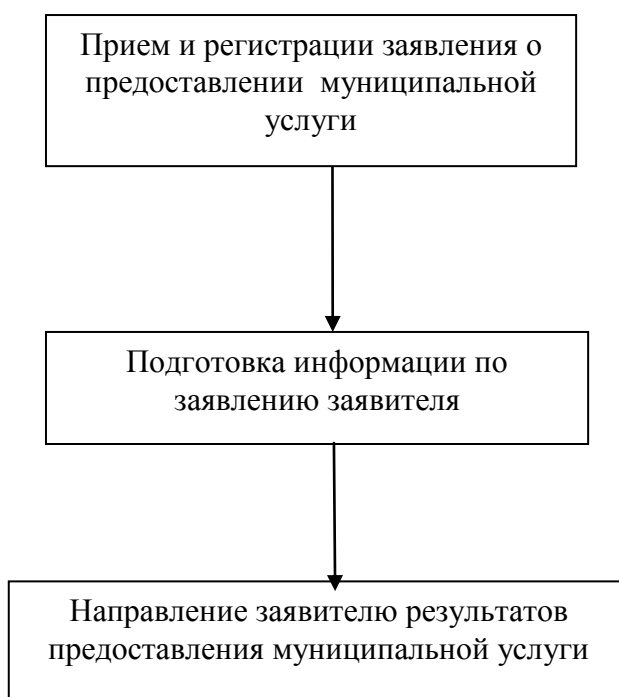 Прием и регистрации заявления о
предоставлении муниципальной
услуги
Подготовка информации по
заявлению заявителя
Направление заявителю результатов
предоставления муниципальной услуги